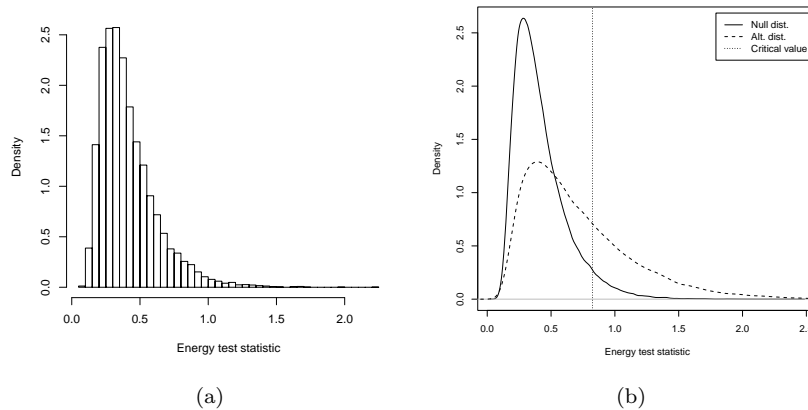 2.5
2.0
1.5
1.0
0.5
0.0
Density
0.0 0.5 1.0 1.5 2.0
Energy test statistic
(a)
Null dist.
Alt. dist.
Critical value
2.5
2.0
1.5
1.0
0.5
0.0
Density
0.0 0.5 1.0 1.5 2.0 2.5
Energy test statistic
(b)